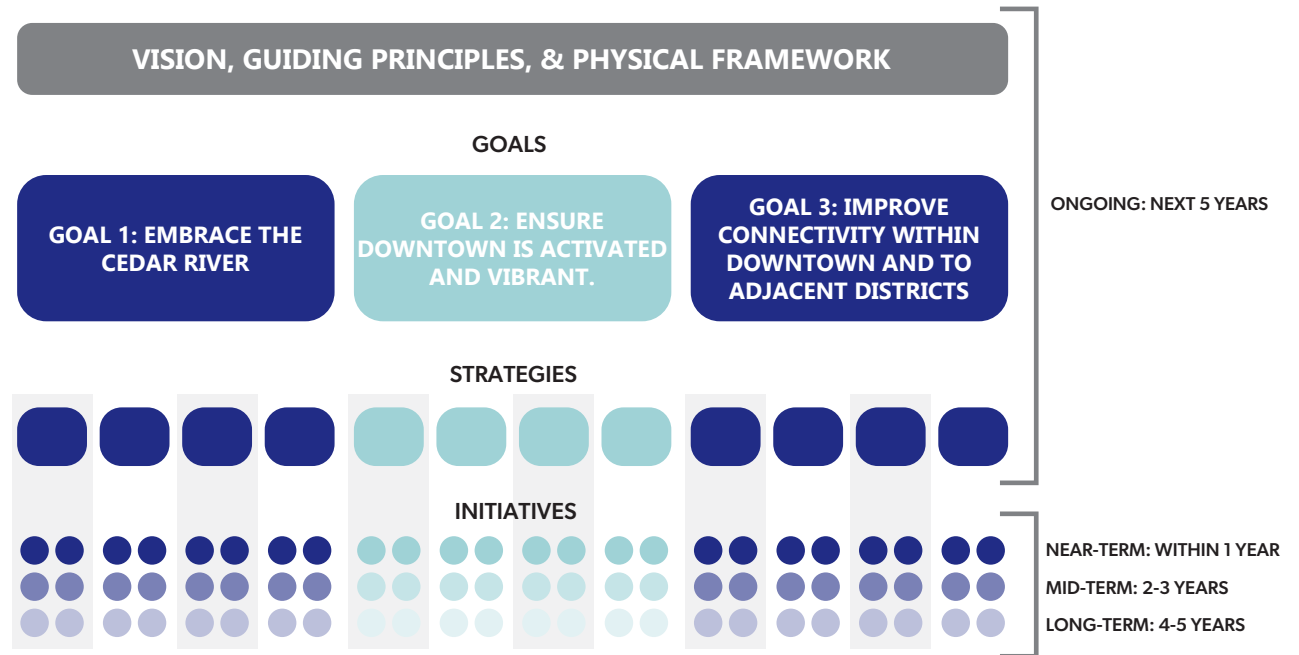 VISION, GUIDING PRINCIPLES, & PHYSICAL FRAMEWORK
GOALS
GOAL 1: EMBRACE THE
CEDAR RIVER
GOAL 2: ENSURE
DOWNTOWN IS ACTIVATED
AND VIBRANT.
GOAL 3: IMPROVE
CONNECTIVITY WITHIN
DOWNTOWN AND TO
ADJACENT DISTRICTS
ONGOING: NEXT 5 YEARS
STRATEGIES
INITIATIVES
NEAR-TERM: WITHIN 1 YEAR
MID-TERM: 2-3 YEARS
LONG-TERM: 4-5 YEARS